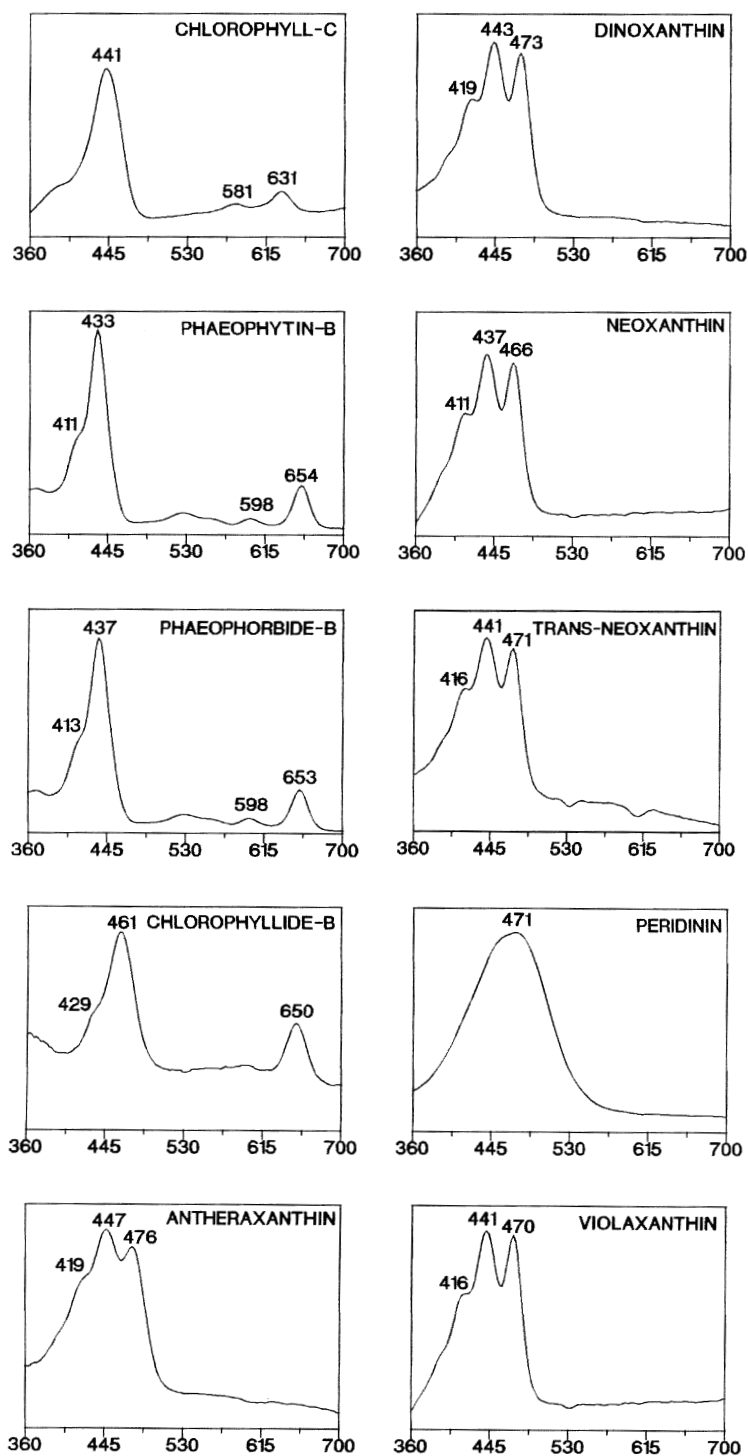 CHLOROPHYLL-C
441
581 631
360 445 530 615 700
DINOXANTHIN
443 473
419
360 445 530 615 700
PHAEOPHYTIN-B
433
411
598 654
360 445 530 615 700
NEOXANTHIN
437 466
411
360 445 530 615 700
PHAEOPHORBIDE-B
437
413
598 653
360 445 530 615 700
TRANS-NEOXANTHIN
441 471
416
360 445 530 615 700
CHLOROPHYLLIDE-B
461
429
650
360 445 530 615 700
PERIDININ
471
360 445 530 615 700
ANTHERAXANTHIN
447 476
419
360 445 530 615 700
VIOLAXANTHIN
441 470
416
360 445 530 615 700